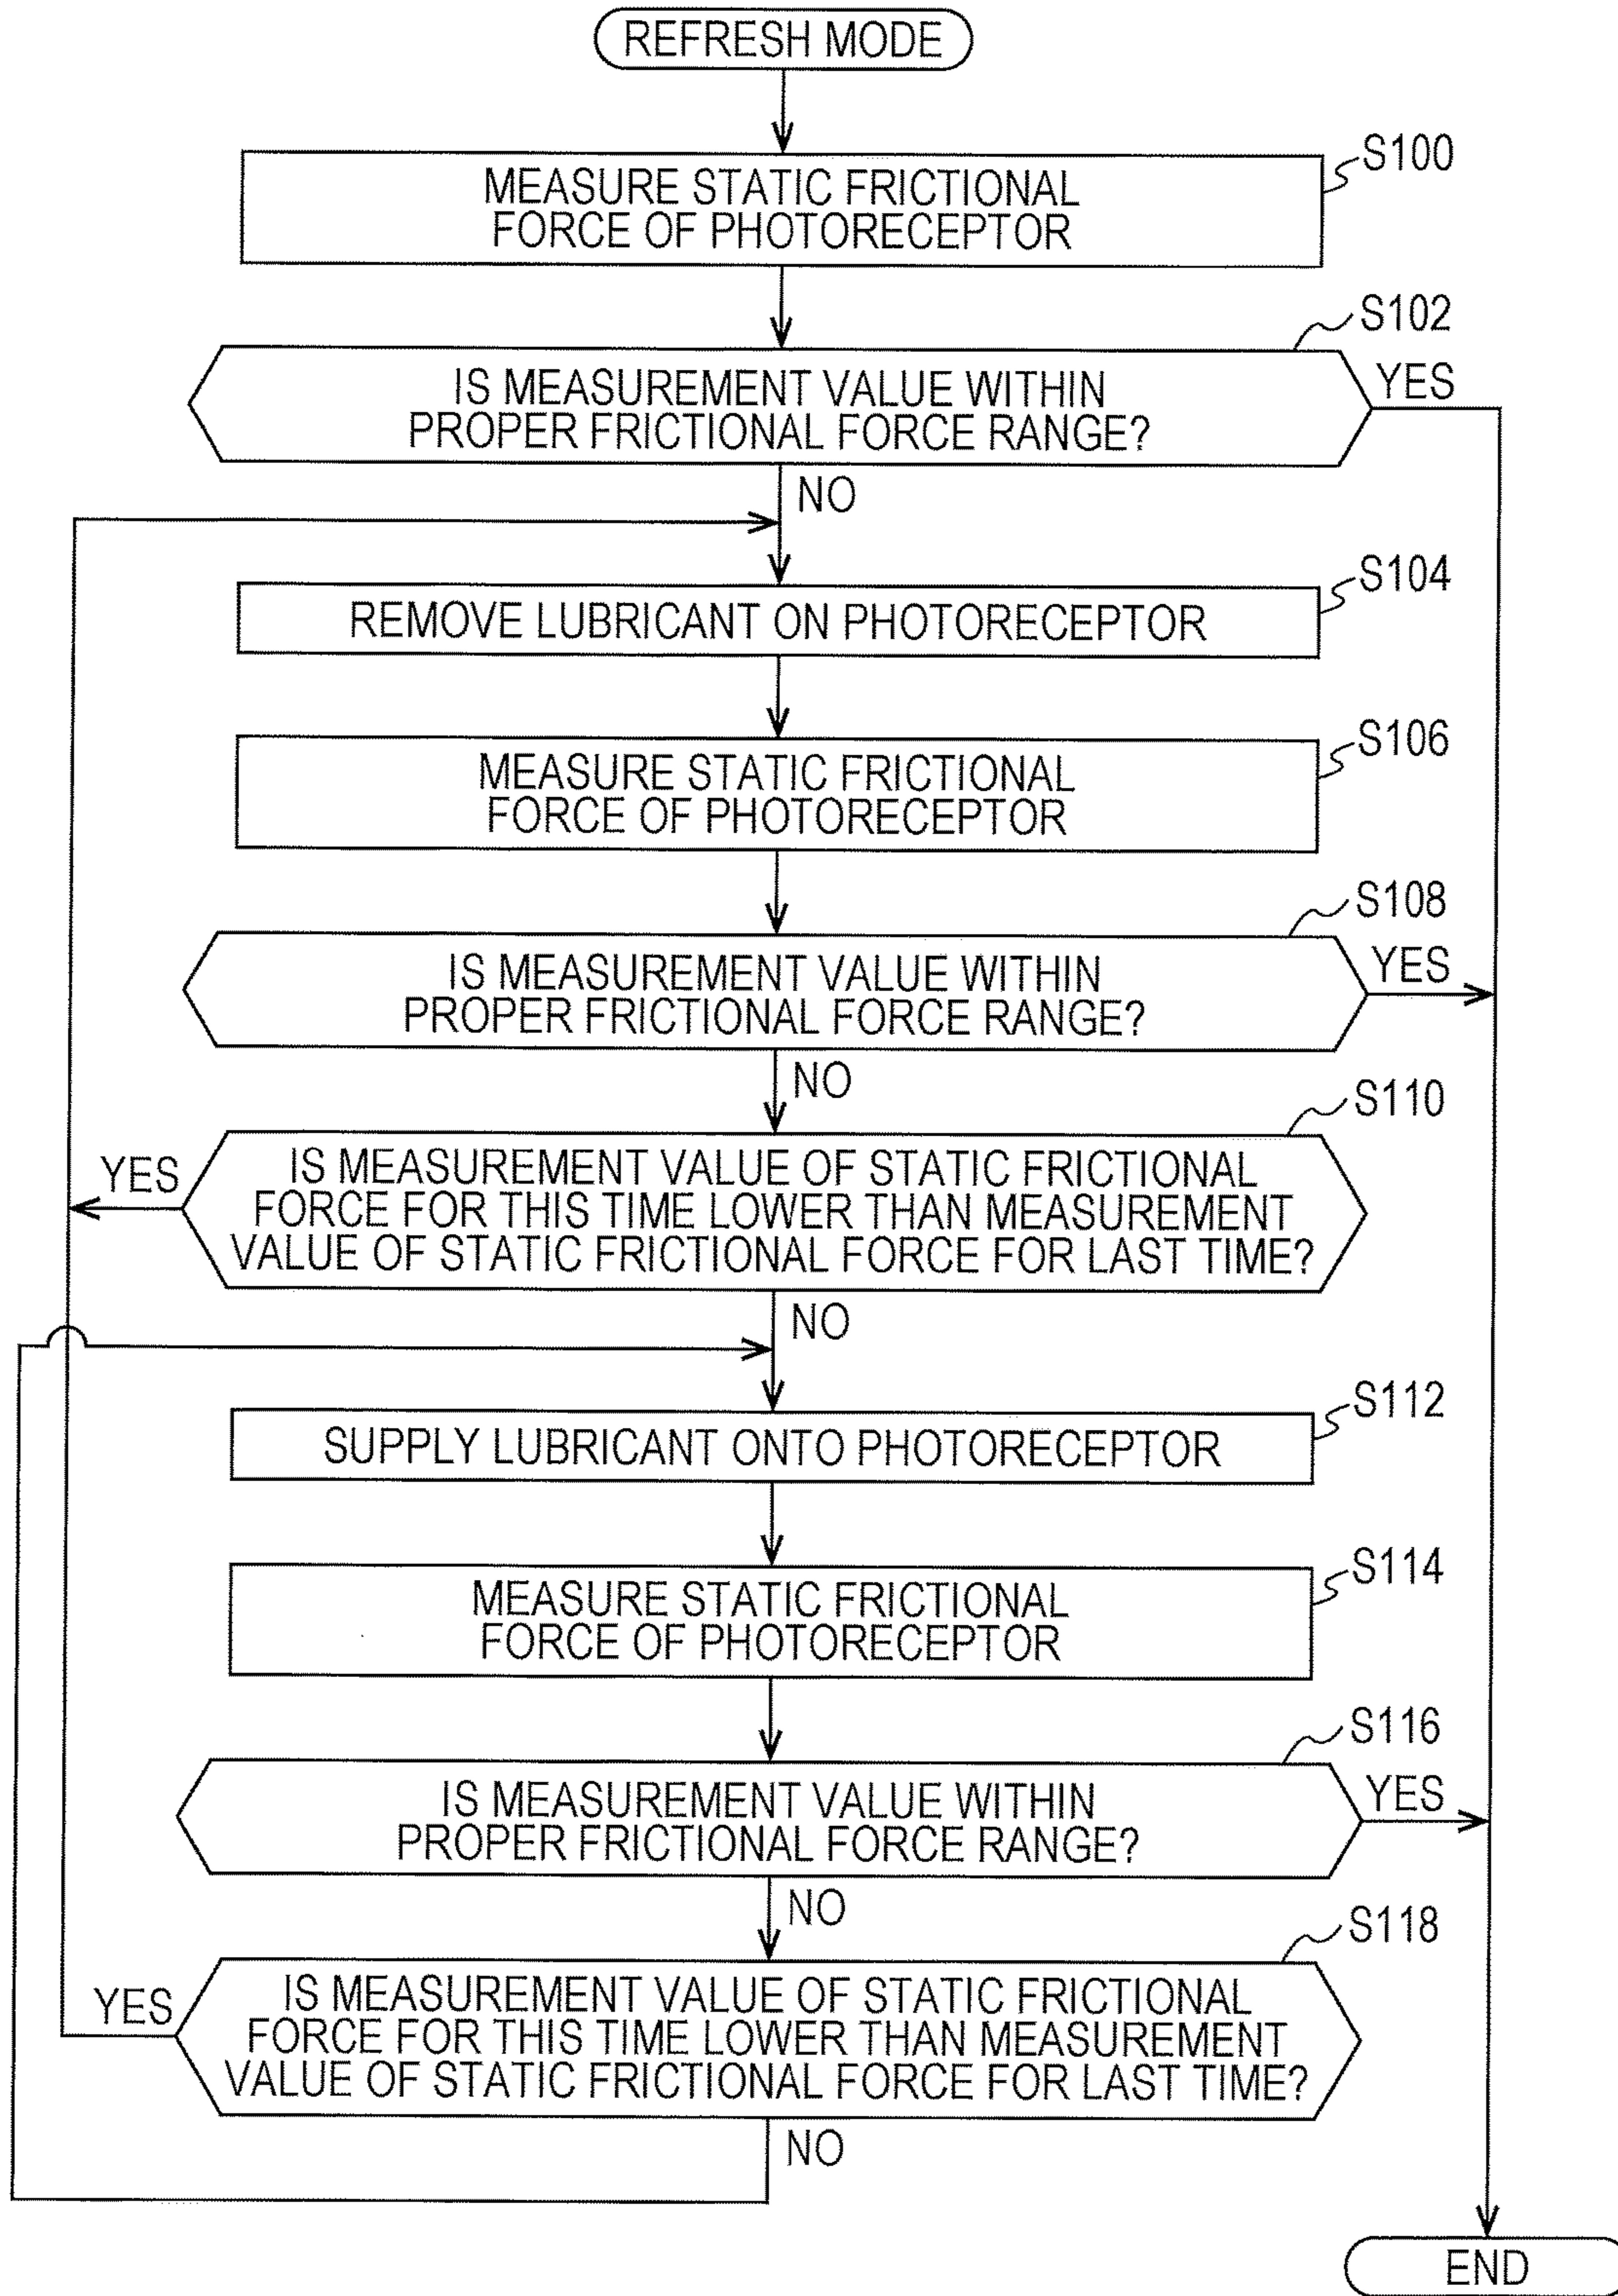 REFRESH MODE
S100
MEASURE STATIC FRICTIONAL
FORCE OF PHOTORECEPTOR
S102
IS MEASUREMENT VALUE WITHIN
PROPER FRICTIONAL FORCE RANGE?
YES
NO
S104
REMOVE LUBRICANT ON PHOTORECEPTOR
S106
MEASURE STATIC FRICTIONAL
FORCE OF PHOTORECEPTOR
S108
IS MEASUREMENT VALUE WITHIN
PROPER FRICTIONAL FORCE RANGE?
YES
NO
S110
YES
IS MEASUREMENT VALUE OF STATIC FRICTIONAL
FORCE FOR THIS TIME LOWER THAN MEASUREMENT
VALUE OF STATIC FRICTIONAL FORCE FOR LAST TIME?
NO
S112
SUPPLY LUBRICANT ONTO PHOTORECEPTOR
S114
MEASURE STATIC FRICTIONAL
FORCE OF PHOTORECEPTOR
S116
IS MEASUREMENT VALUE WITHIN
PROPER FRICTIONAL FORCE RANGE?
YES
NO
S118
YES
IS MEASUREMENT VALUE OF STATIC FRICTIONAL
FORCE FOR THIS TIME LOWER THAN MEASUREMENT
VALUE OF STATIC FRICTIONAL FORCE FOR LAST TIME?
NO
END